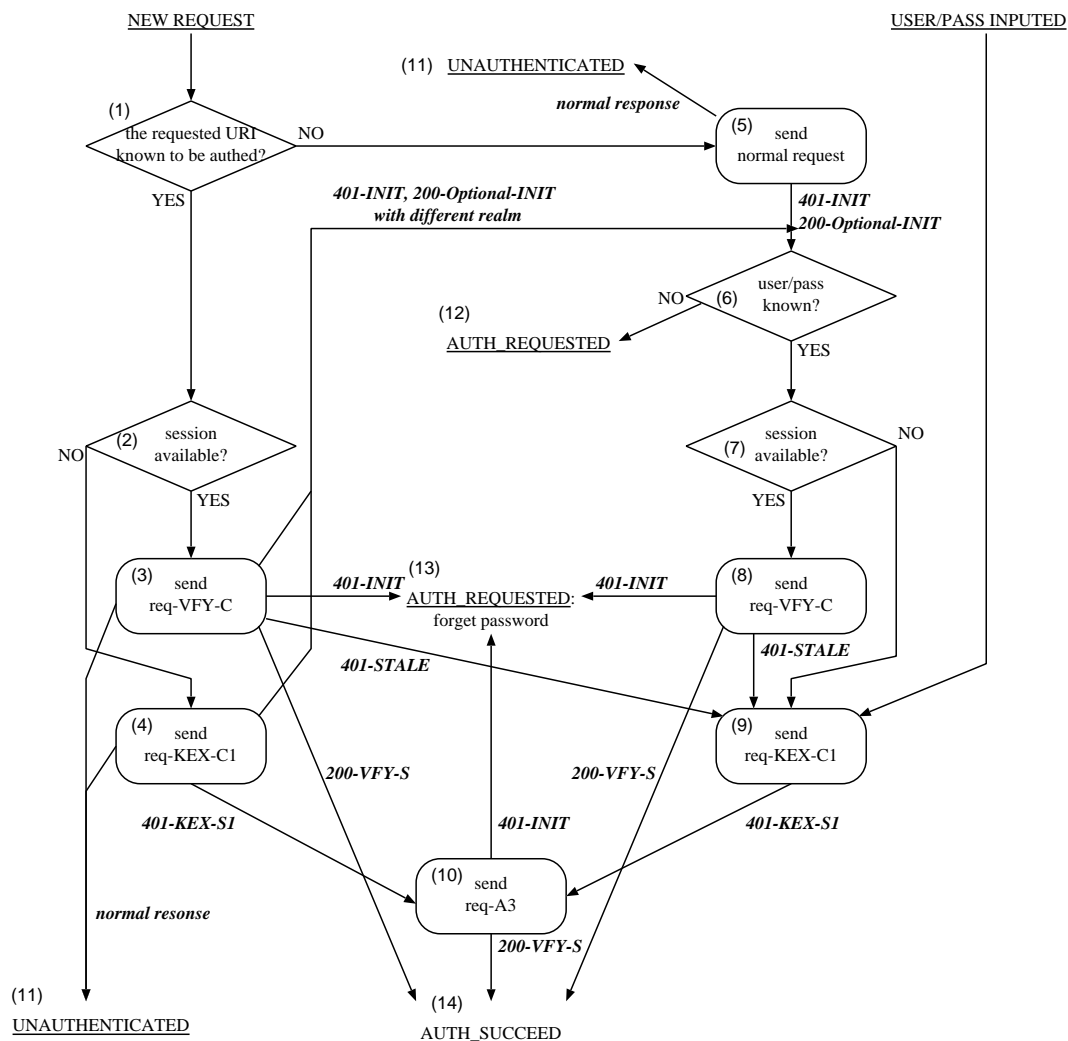 NEW REQUEST
USER/PASS INPUTED
(11) UNAUTHENTICATED
normal response
(1)
the requested URI
known to be authed?
NO
(5) send
normal request
YES
401-INIT, 200-Optional-INIT
with different realm
401-INIT
200-Optional-INIT
NO
(6)
user/pass
known?
(12)
AUTH_REQUESTED
YES
NO
(2)
session
available?
(7)
session
available?
NO
YES
YES
(3) send
req-VFY-C
401-INIT
(13)
AUTH_REQUESTED:
forget password
401-INIT
(8) send
req-VFY-C
401-STALE
401-STALE
(4) send
req-KEX-C1
(9) send
req-KEX-C1
200-VFY-S
200-VFY-S
401-KEX-S1
401-INIT
401-KEX-S1
(10) send
req-A3
normal resonse
200-VFY-S
(11)
UNAUTHENTICATED
(14)
AUTH_SUCCEED